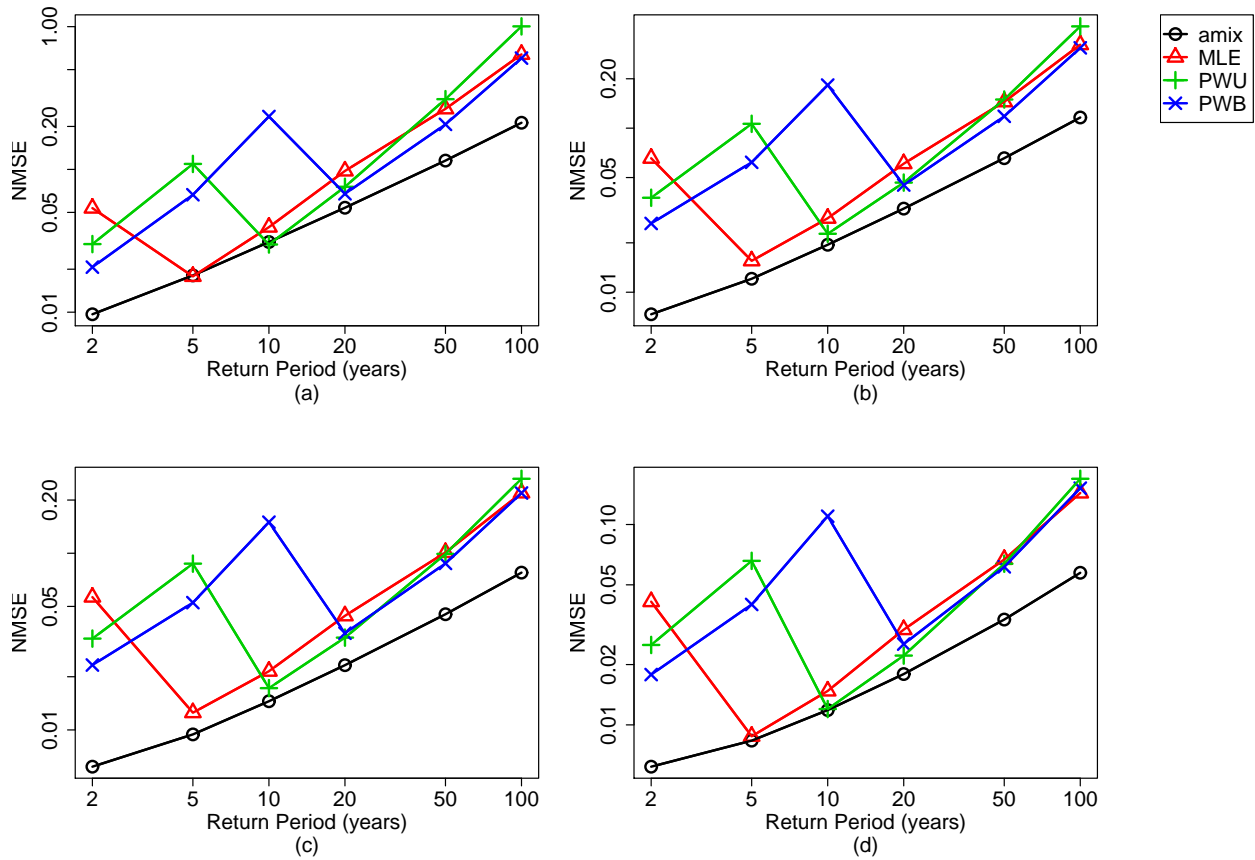 amix
MLE
PWU
PWB
NMSE
1.00
0.20
0.05
0.01
2 5 10 20 50 100
Return Period (years)
(a)
NMSE
0.20
0.05
0.01
2 5 10 20 50 100
Return Period (years)
(b)
NMSE
0.20
0.05
0.01
2 5 10 20 50 100
Return Period (years)
(c)
NMSE
0.10
0.05
0.02
0.01
2 5 10 20 50 100
Return Period (years)
(d)